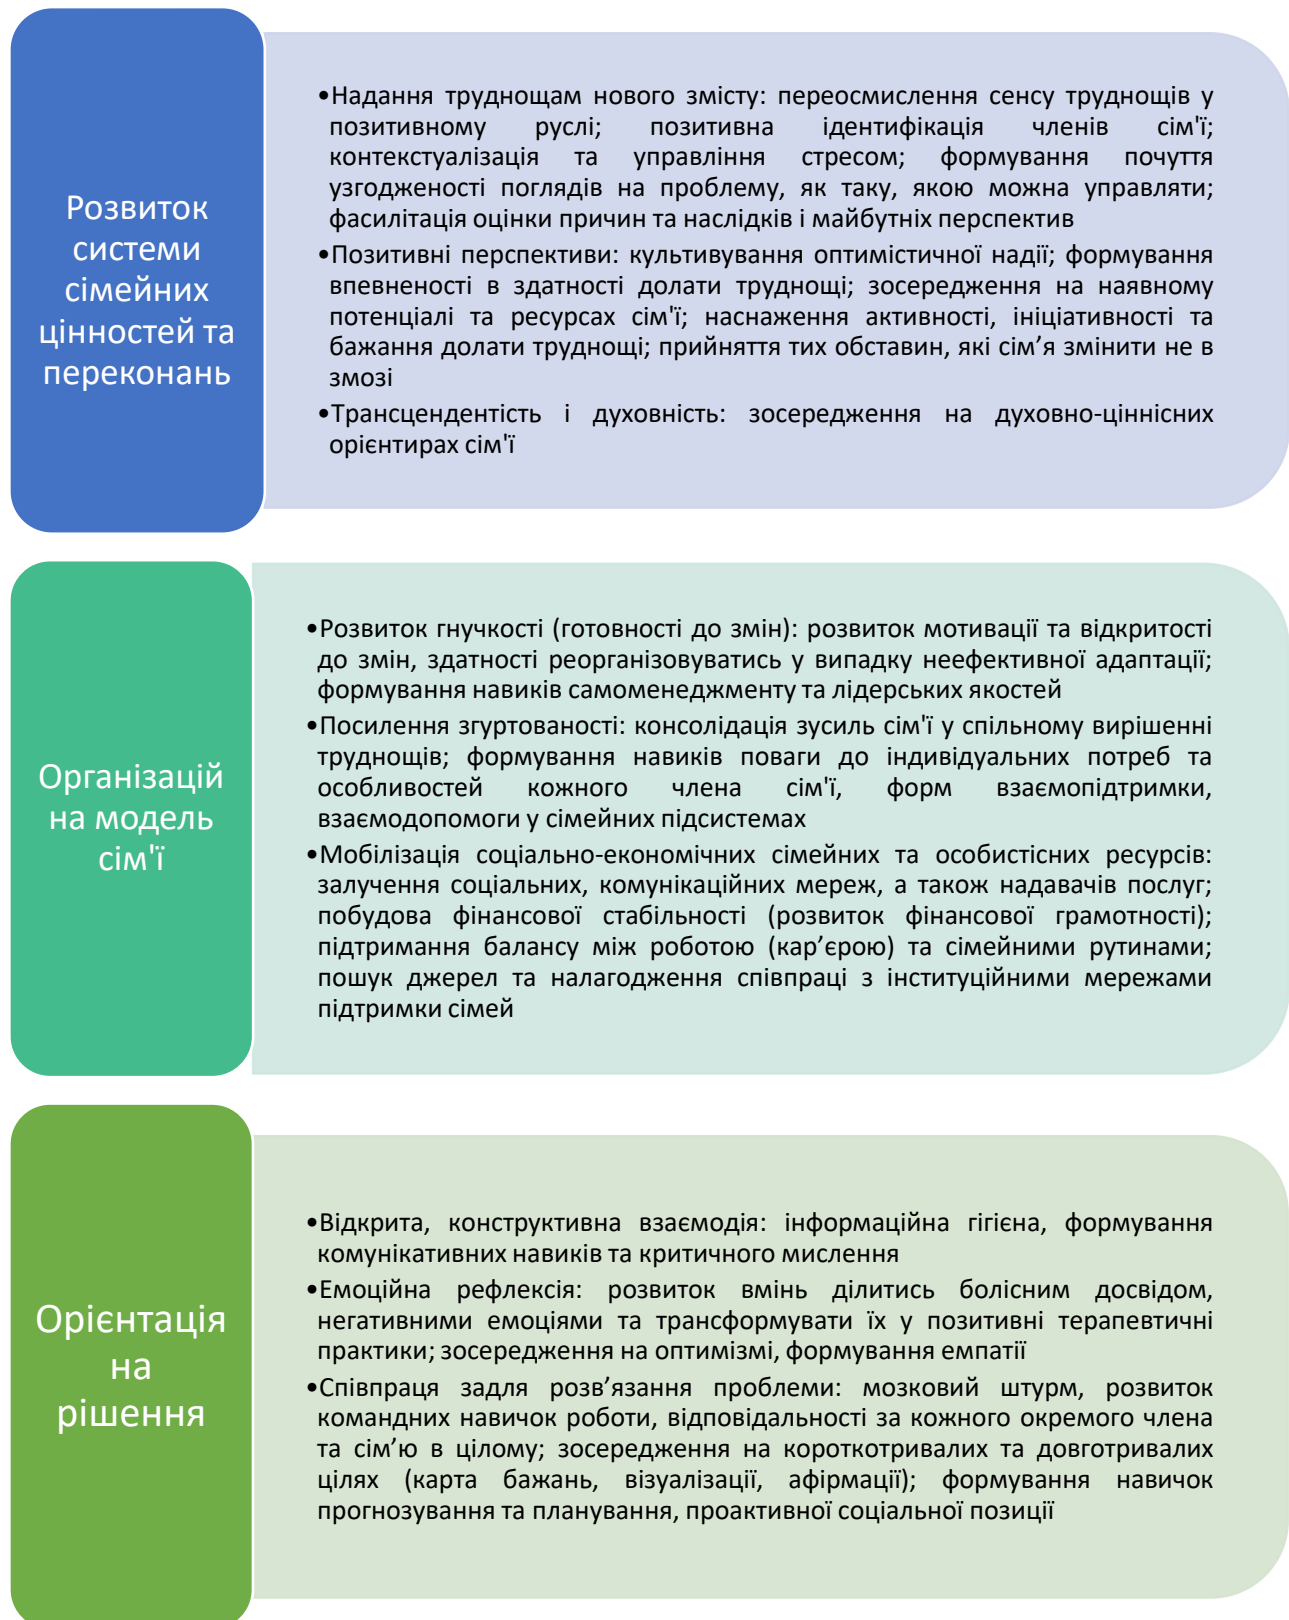 Розвиток
системи
сімейних
цінностей та
переконань
•Надання труднощам нового змісту: переосмислення сенсу труднощів у
позитивному руслі; позитивна ідентифікація членів сім'ї;
контекстуалізація та управління стресом; формування почуття
узгодженості поглядів на проблему, як таку, якою можна управляти;
фасилітація оцінки причин та наслідків і майбутніх перспектив
•Позитивні перспективи: культивування оптимістичної надії; формування
впевненості в здатності долати труднощі; зосередження на наявному
потенціалі та ресурсах сім'ї; наснаження активності, ініціативності та
бажання долати труднощі; прийняття тих обставин, які сім’я змінити не в
змозі
•Трансцендентість і духовність: зосередження на духовно-ціннісних
орієнтирах сім'ї
Організацій
на модель
сім'ї
•Розвиток гнучкості (готовності до змін): розвиток мотивації та відкритості
до змін, здатності реорганізовуватись у випадку неефективної адаптації;
формування навиків самоменеджменту та лідерських якостей
•Посилення згуртованості: консолідація зусиль сім'ї у спільному вирішенні
труднощів; формування навиків поваги до індивідуальних потреб та
особливостей кожного члена сім'ї, форм взаємопідтримки,
взаємодопомоги у сімейних підсистемах
•Мобілізація соціально-економічних сімейних та особистісних ресурсів:
залучення соціальних, комунікаційних мереж, а також надавачів послуг;
побудова фінансової стабільності (розвиток фінансової грамотності);
підтримання балансу між роботою (кар’єрою) та сімейними рутинами;
пошук джерел та налагодження співпраці з інституційними мережами
підтримки сімей
Орієнтація
на
рішення
•Відкрита, конструктивна взаємодія: інформаційна гігієна, формування
комунікативних навиків та критичного мислення
•Емоційна рефлексія: розвиток вмінь ділитись болісним досвідом,
негативними емоціями та трансформувати їх у позитивні терапевтичні
практики; зосередження на оптимізмі, формування емпатії
•Співпраця задля розв’язання проблеми: мозковий штурм, розвиток
командних навичок роботи, відповідальності за кожного окремого члена
та сім’ю в цілому; зосередження на короткотривалих та довготривалих
цілях (карта бажань, візуалізації, афірмації); формування навичок
прогнозування та планування, проактивної соціальної позиції